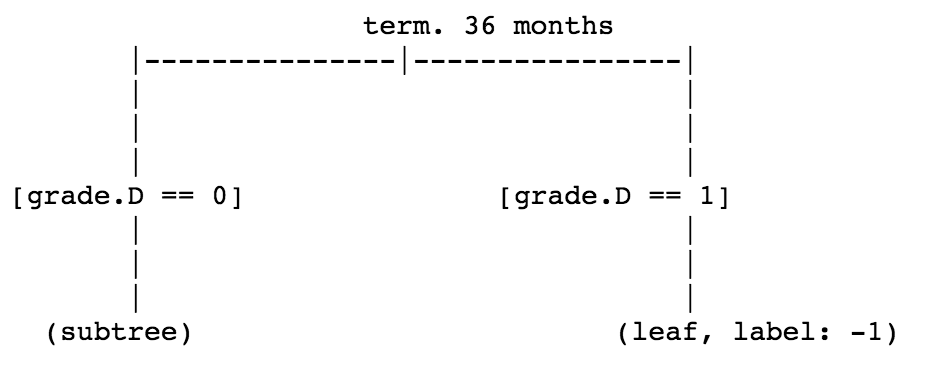 term. 36 months
|---------------|----------------|
|                                |
|                                |
|                                |
[grade.D == 0]               [grade.D == 1]
|                                |
|                                |
|                                |
(subtree)                 (leaf, label: -1)